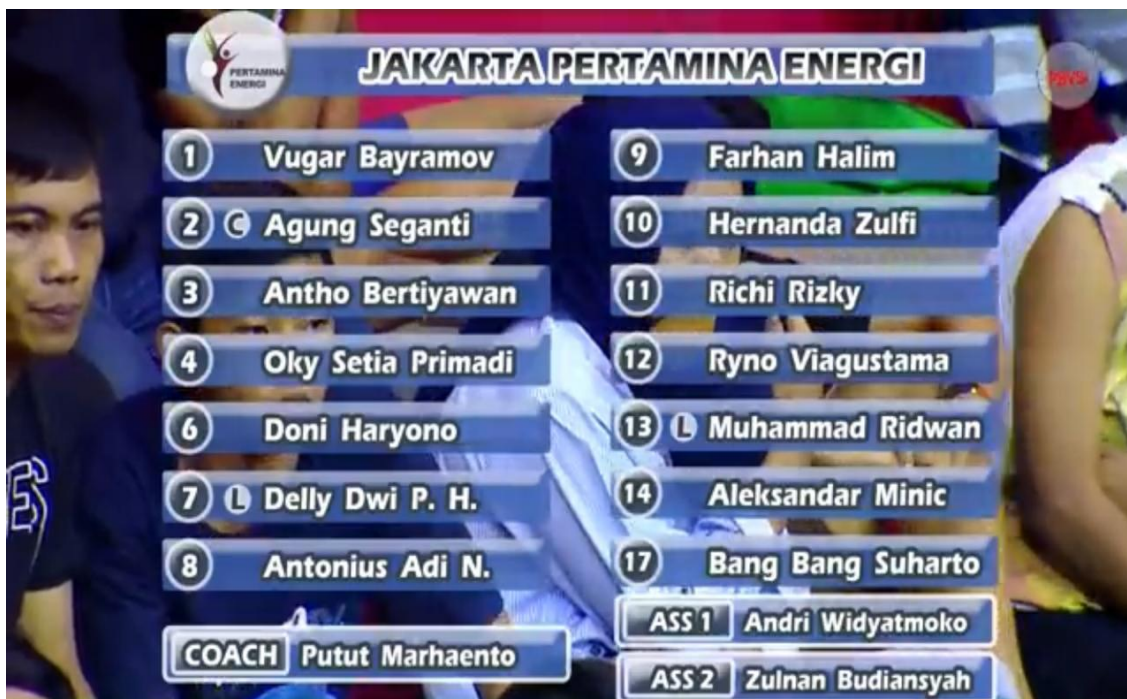 PERTAMINA
ENERGI
JAKARTA PERTAMINA ENERGI
PBVSI
1 Vugar Bayramov
2 C Agung Seganti
3 Antho Bertiyawan
4 Oky Setia Primadi
6 Doni Haryono
7 L Delly Dwi P. H.
8 Antonius Adi N.
COACH Putut Marhaento
9 Farhan Halim
10 Hernanda Zulfi
11 Richi Rizky
12 Ryno Viagustama
13 L Muhammad Ridwan
14 Aleksandar Minic
17 Bang Bang Suharto
ASS 1 Andri Widyatmoko
ASS 2 Zulnan Budiansyah
ES